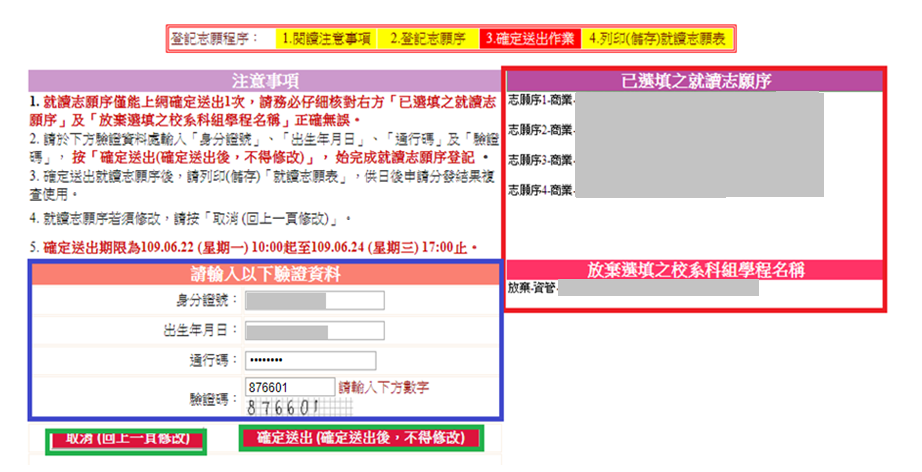 登記志願程序： 1.閱讀注意事項 2.登記志願序 3.確定送出作業 4.列印(儲存)就讀志願表
注意事項
1. 就讀志願序僅能上網確定送出1次，請務必仔細核對右方「已選填之就讀志
願序」及「放棄選填之校系科組學程名稱」正確無誤。
2. 請於下方驗證資料處輸入「身分證號」、「出生年月日」、「通行碼」及「驗證
碼」，按「確定送出(確定送出後，不得修改)」，始完成就讀志願序登記。
3. 確定送出就讀志願序後，請列印(儲存)「就讀志願表」，供日後申請分發結果複
查使用。
4. 就讀志願序若須修改，請按「取消 (回上一頁修改)」。
5. 確定送出期限為109.06.22 (星期一) 10:00起至109.06.24 (星期三) 17:00止。
請輸入以下驗證資料
身分證號：
出生年月日：
通行碼： ••••••••
驗證碼： 876601 請輸入下方數字
876601
取消 (回上一頁修改) 確定送出 (確定送出後，不得修改)
已選填之就讀志願序
志願序1-商業-
志願序2-商業-
志願序3-商業-
志願序4-商業-
放棄選填之校系科組學程名稱
放棄-資管-